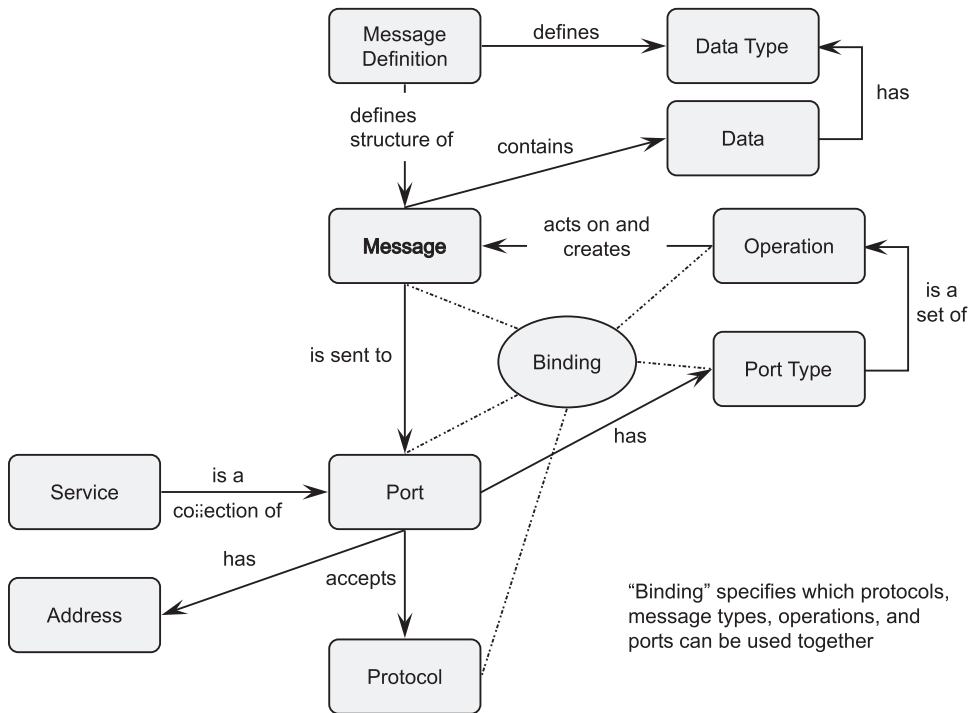 Message
Definition
defines
Data Type
has
defines
structure of
contains
Data
Message
acts on and
creates
Operation
is a
set of
is sent to
Binding
Port Type
has
Service
is a
collection of
Port
has
accepts
Address
Protocol
“Binding” specifies which protocols,
message types, operations, and
ports can be used together